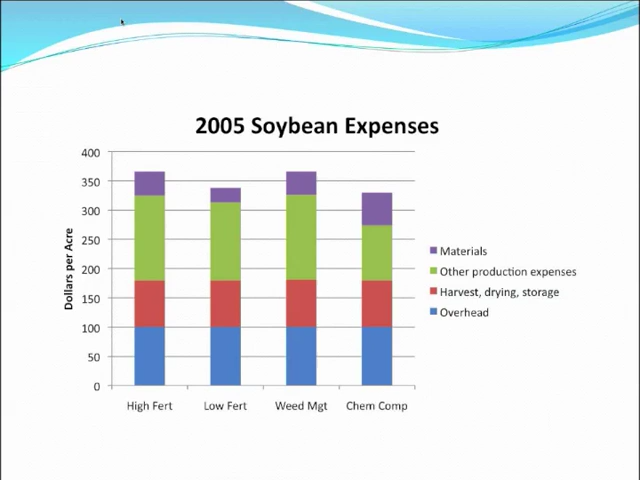 2005 Soybean Expenses
400
350
300
250
200
150
100
50
0
Dollars per Acre
High Fert Low Fert Weed Mgt Chem Comp
Materials
Other production expenses
Harvest, drying, storage
Overhead